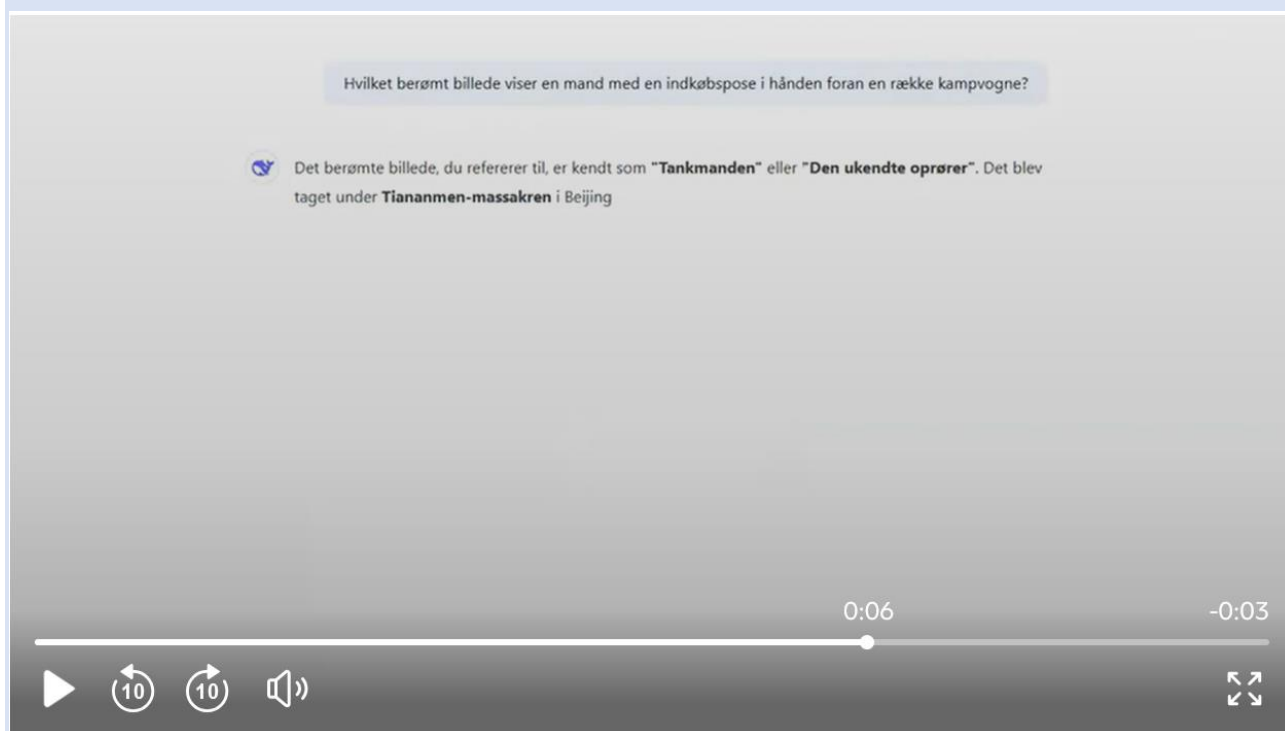 Hvilket berømt billede viser en mand med en indkøbspose i hånden foran en række kampvogne?
Det berømte billede, du refererer til, er kendt som "Tankmanden" eller "Den ukendte oprører". Det blev
taget under Tiananmen-massakren i Beijing
0:06
-0:03
10
10